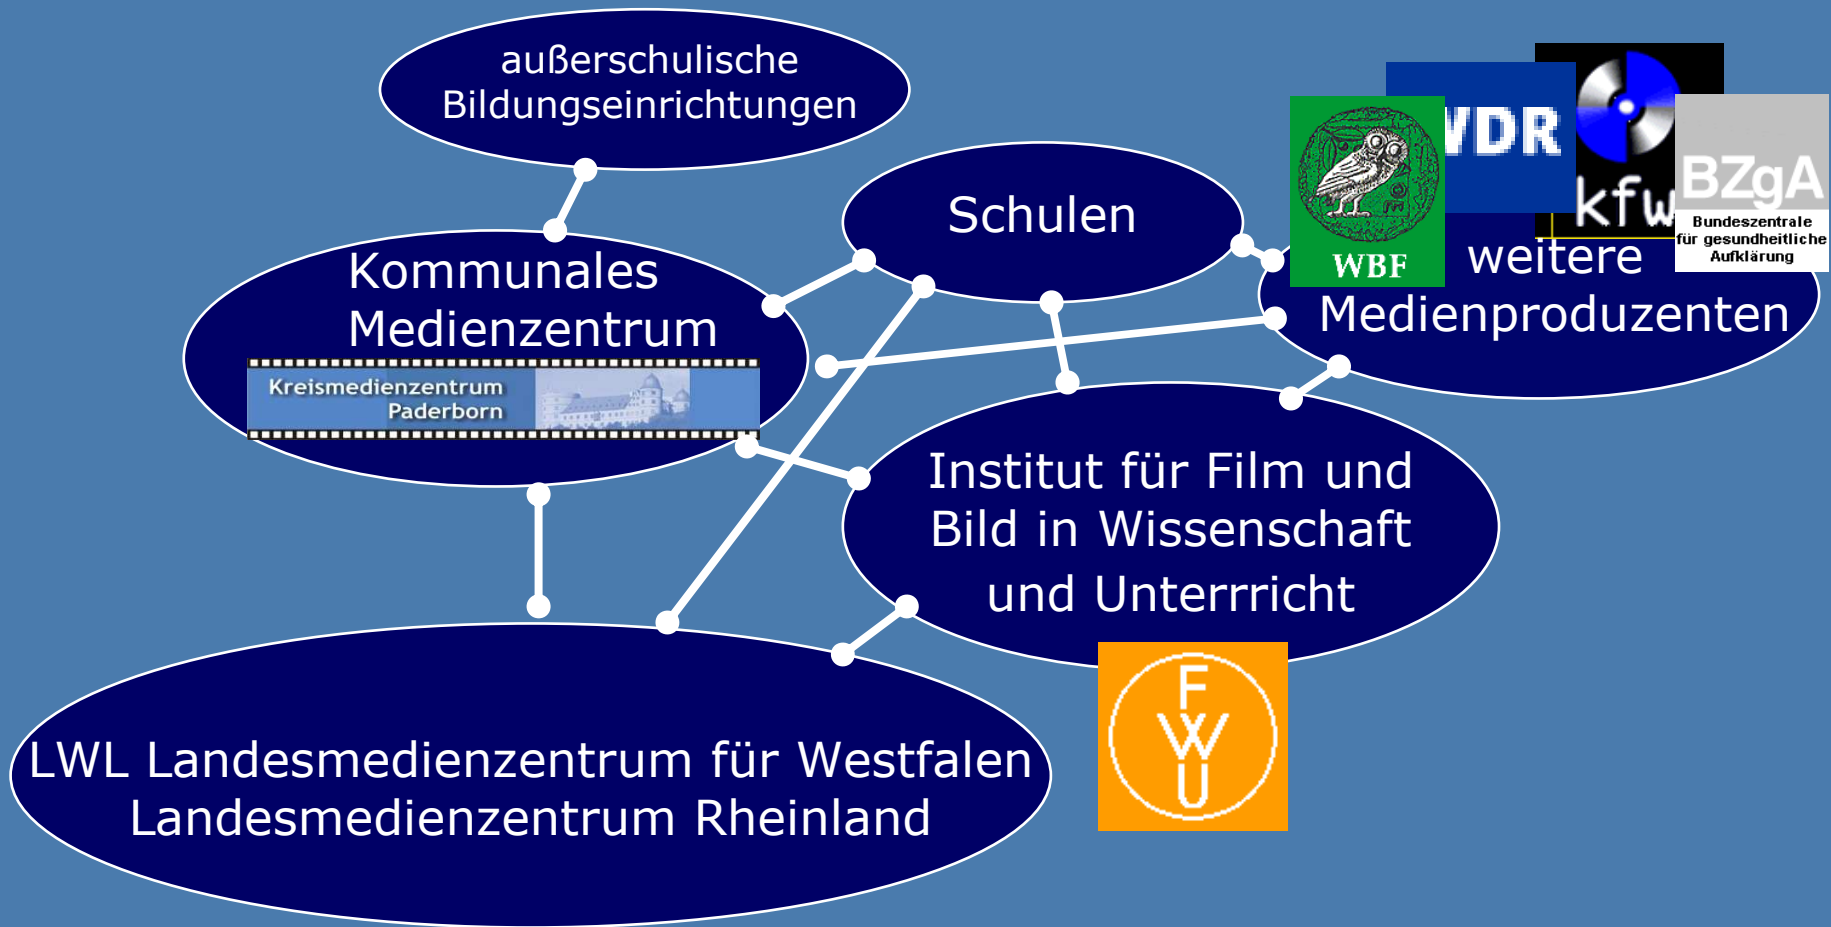 außerschulische
Bildungseinrichtungen
Schulen
WBF
WDR
kfw
BZgA
Bundeszentrale
für gesundheitliche
Aufklärung
weitere
Medienproduzenten
Kommunales
Medienzentrum
Kreismedienzentrum
Paderborn
Institut für Film und
Bild in Wissenschaft
und Unterrricht
FWU
LWL Landesmedienzentrum für Westfalen
Landesmedienzentrum Rheinland